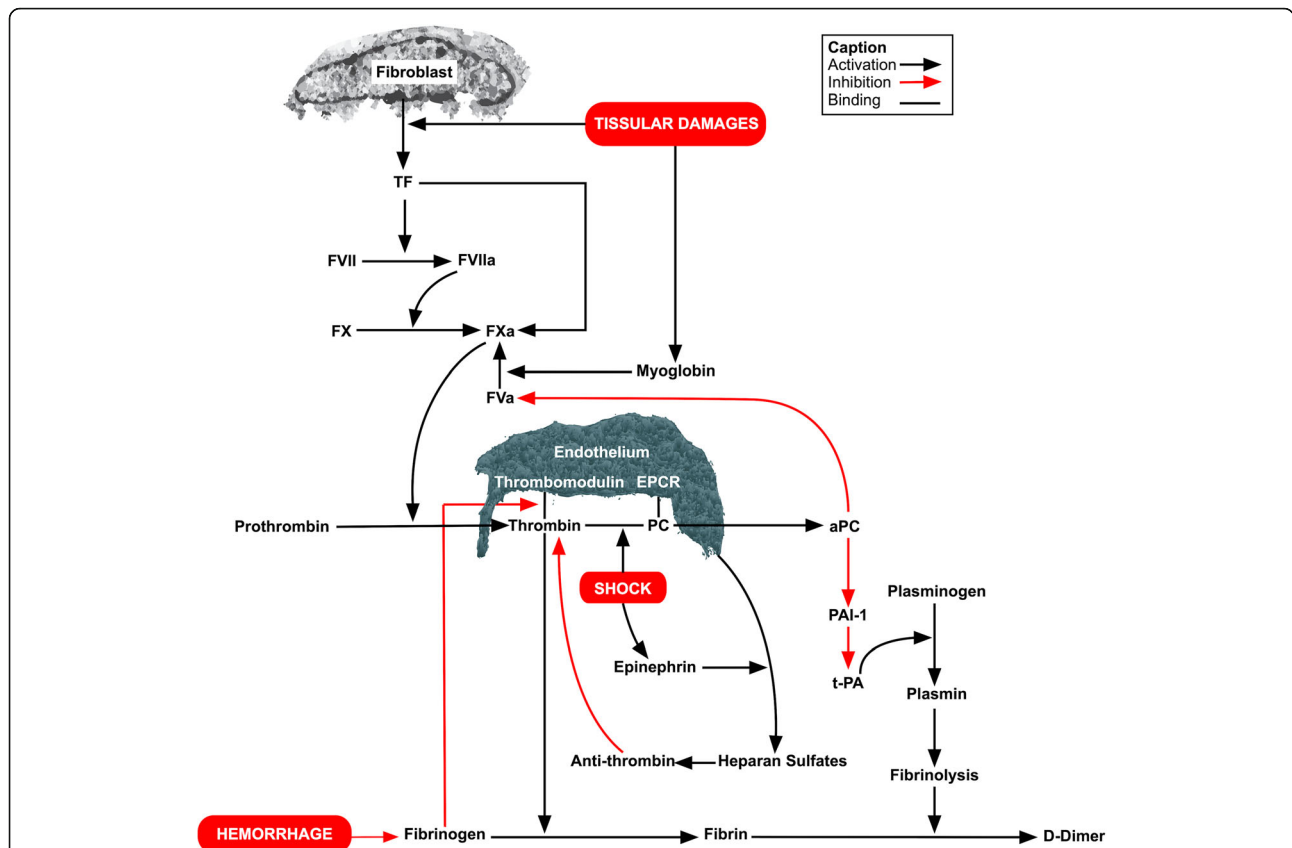 Caption
Activation
Inhibition
Binding
Fibroblast
TISSULAR DAMAGES
TF
FVII
FVIIa
FX
FXa
Myoglobin
FVa
Endothelium
Thrombomodulin EPCR
Prothrombin
Thrombin
PC
aPC
SHOCK
Plasminogen
PAI-1
Epinephrin
t-PA
Plasmin
Anti-thrombin
Heparan Sulfates
Fibrinolysis
HEMORRHAGE
Fibrinogen
Fibrin
D-Dimer